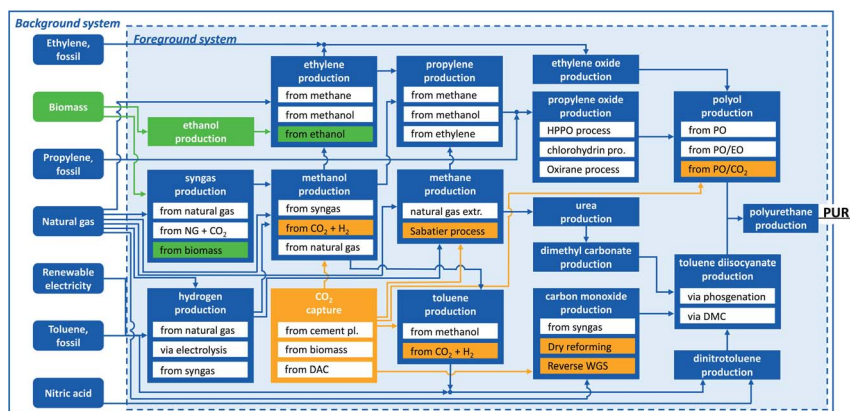 Background system
Foreground system
Ethylene,
fossil
Biomass
Propylene,
fossil
Natural gas
Renewable
electricity
Toluene,
fossil
Nitric acid
ethanol
production
syngas
production
from natural gas
from NG + CO₂
from biomass
hydrogen
production
from natural gas
via electrolysis
from syngas
ethylene
production
from methane
from methanol
from ethanol
methanol
production
from syngas
from CO₂ + H₂
from natural gas
CO₂
capture
from cement pl.
from biomass
from DAC
propylene
production
from methane
from methanol
from ethylene
methane
production
natural gas extr.
Sabatier process
toluene
production
from methanol
from CO₂ + H₂
ethylene oxide
production
propylene oxide
production
HPPO process
chlorohydrin pro.
Oxirane process
urea
production
dimethyl carbonate
production
carbon monoxide
production
from syngas
Dry reforming
Reverse WGS
polyol
production
from PO
from PO/EO
from PO/CO₂
toluene diisocyanate
production
via phosgenation
via DMC
dinitrotoluene
production
polyurethane
production
PUR